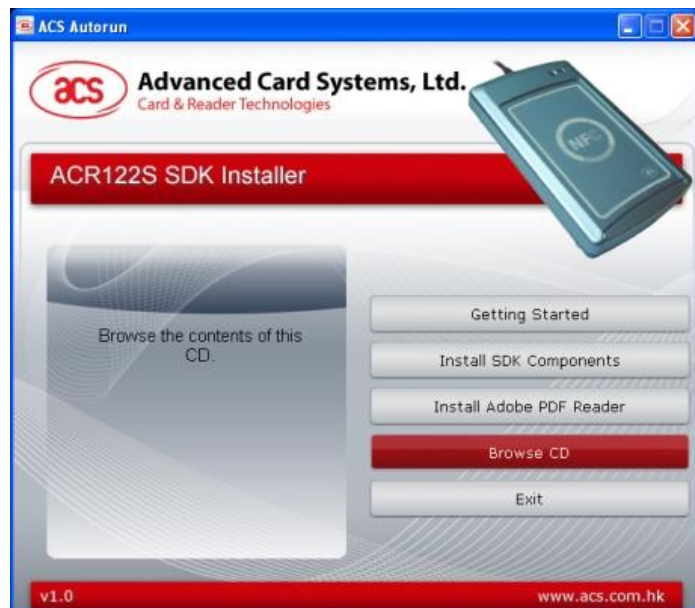 ACS Autorun
acs
Advanced Card Systems, Ltd.
Card & Reader Technologies
NFC
ACR122S SDK Installer
Getting Started
Browse the contents of this
CD.
Install SDK Components
Install Adobe PDF Reader
Browse CD
Exit
v1.0
www.acs.com.hk